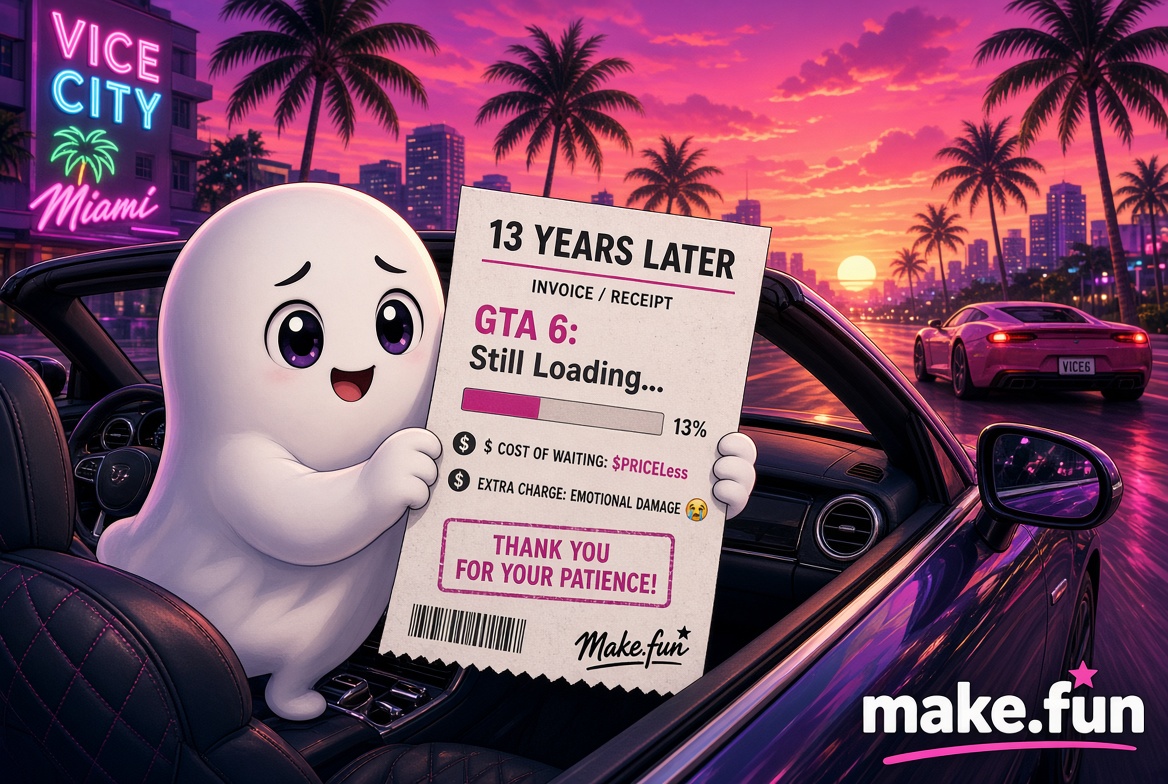 VICE
CITY
Miami
13 YEARS LATER
INVOICE / RECEIPT
GTA 6:
Still Loading...
13%
$ $ COST OF WAITING: $PRICELess
$ EXTRA CHARGE: EMOTIONAL DAMAGE 😭
THANK YOU
FOR YOUR PATIENCE!
Make.fun
VICE6
make.fun